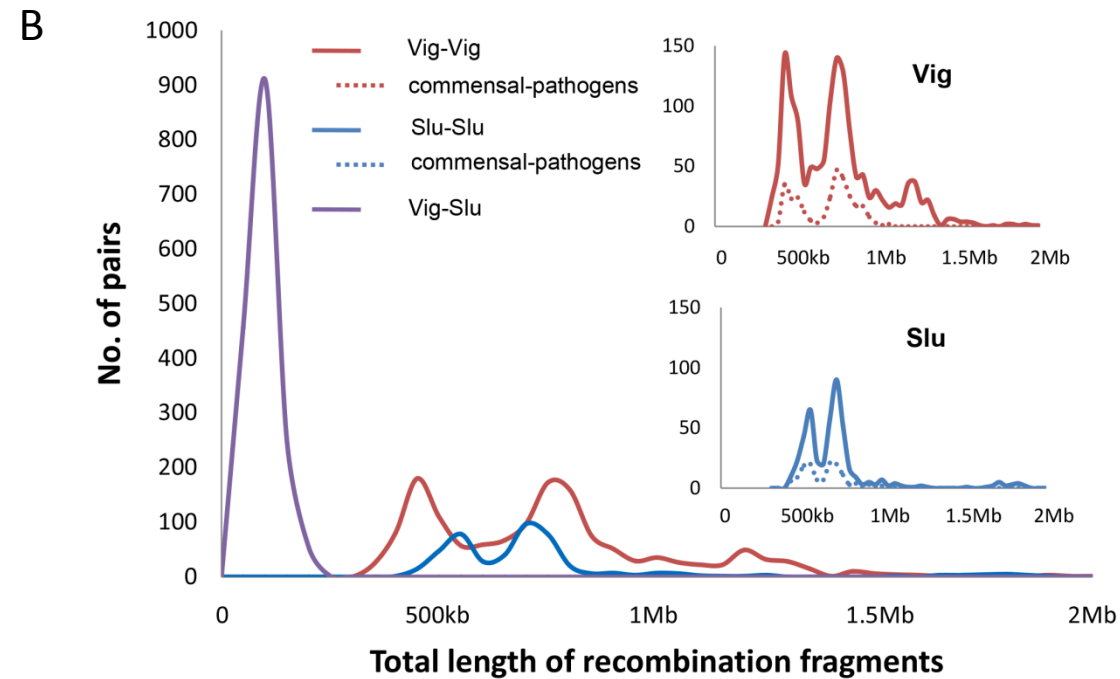 B
1000
900
800
700
600
500
400
300
200
100
0
No. of pairs
0 500kb 1Mb 1.5Mb 2Mb
Total length of recombination fragments
Vig-Vig
commensal-pathogens
Slu-Slu
commensal-pathogens
Vig-Slu
Vig
150
100
50
0
0 500kb 1Mb 1.5Mb 2Mb
Slu
150
100
50
0
0 500kb 1Mb 1.5Mb 2Mb